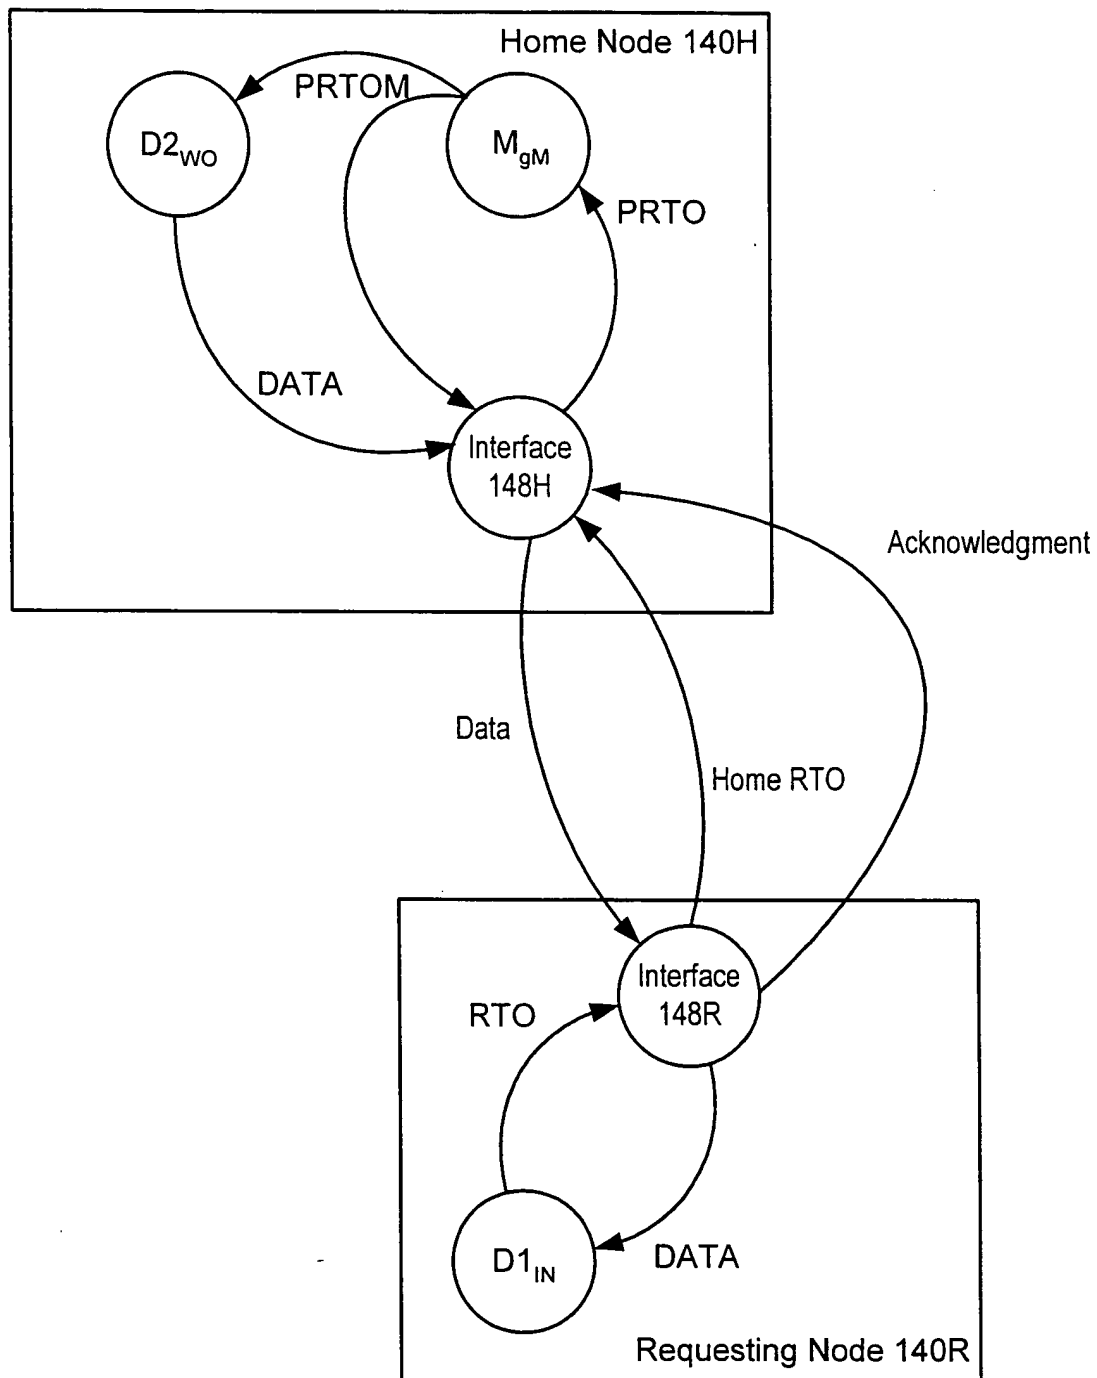 Home Node 140H
PRTOM
D2WO
MgM
PRTO
DATA
Interface
148H
Acknowledgment
Data
Home RTO
Interface
148R
RTO
D1IN
DATA
Requesting Node 140R